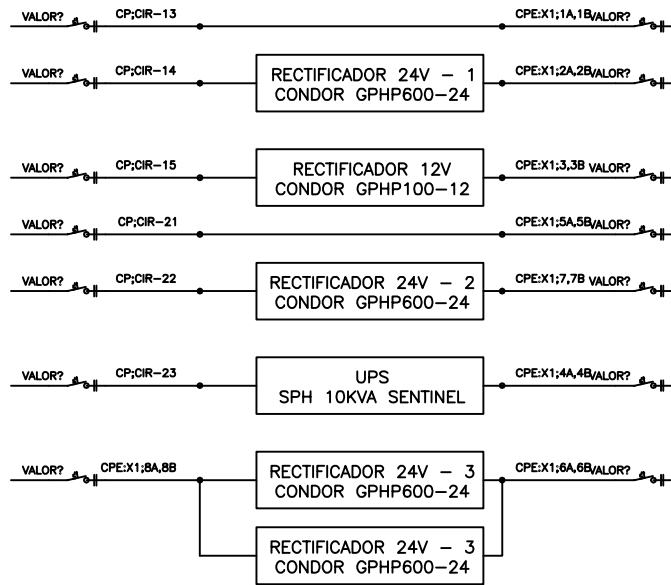 VALOR? CP;CIR-13 CPE:X1;1A,1B VALOR?
VALOR? CP;CIR-14 RECTIFICADOR 24V - 1 CPE:X1;2A,2B VALOR?
CONDOR GPHP600-24
VALOR? CP;CIR-15 RECTIFICADOR 12V CPE:X1;3,3B VALOR?
CONDOR GPHP100-12
VALOR? CP;CIR-21 CPE:X1;5A,5B VALOR?
VALOR? CP;CIR-22 RECTIFICADOR 24V - 2 CPE:X1;7,7B VALOR?
CONDOR GPHP600-24
VALOR? CP;CIR-23 UPS CPE:X1;4A,4B VALOR?
SPH 10KVA SENTINEL
VALOR? CPE:X1;8A,8B RECTIFICADOR 24V - 3 CPE:X1;6A,6B VALOR?
CONDOR GPHP600-24
RECTIFICADOR 24V - 3
CONDOR GPHP600-24